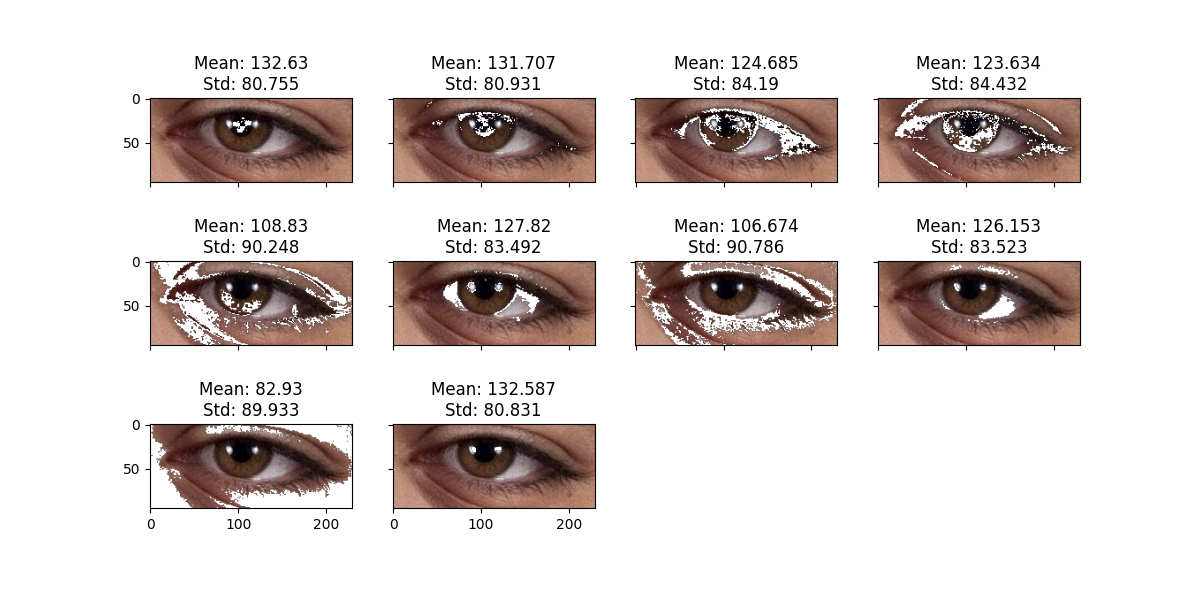 Mean: 132.63
Std: 80.755
Mean: 131.707
Std: 80.931
Mean: 124.685
Std: 84.19
Mean: 123.634
Std: 84.432
0
50
Mean: 108.83
Std: 90.248
Mean: 127.82
Std: 83.492
Mean: 106.674
Std: 90.786
Mean: 126.153
Std: 83.523
0
50
Mean: 82.93
Std: 89.933
Mean: 132.587
Std: 80.831
0
50
0 100 200
0 100 200